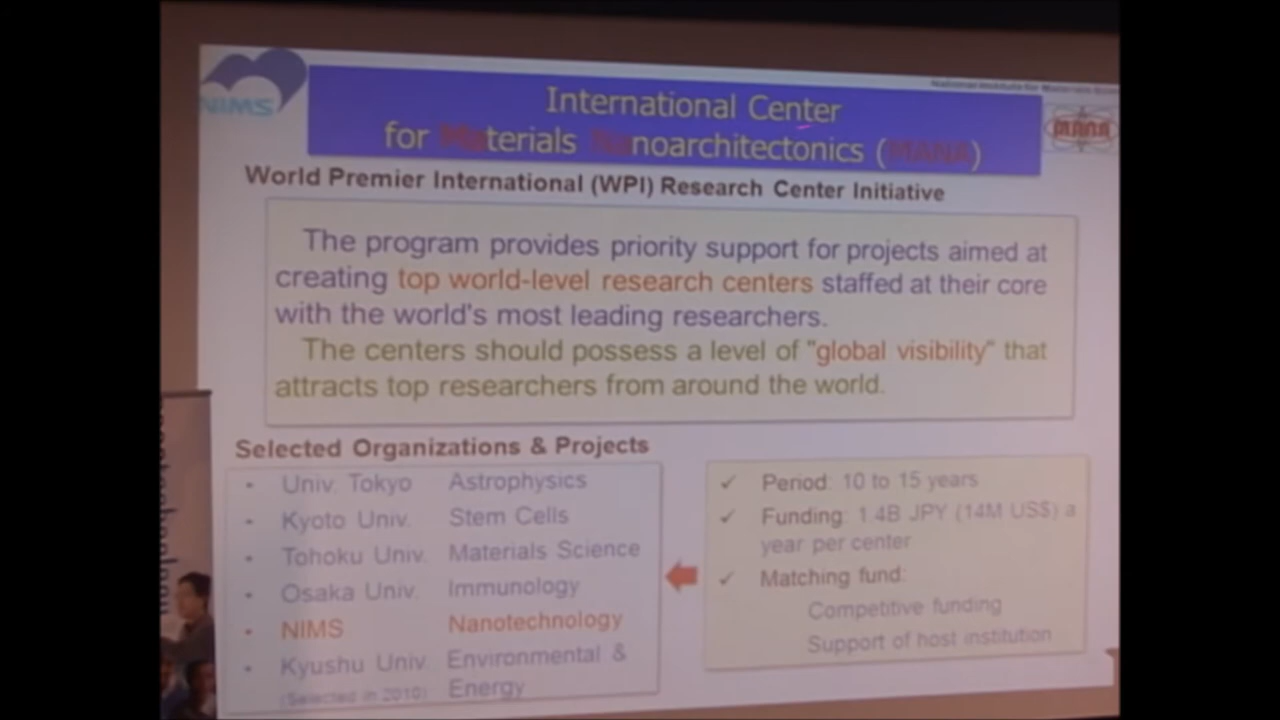 NIMS
International Center
for Materials Nanoarchitectonics (MANA)
MANA
World Premier International (WPI) Research Center Initiative
The program provides priority support for projects aimed at
creating top world-level research centers staffed at their core
with the world's most leading researchers.
The centers should possess a level of "global visibility" that
attracts top researchers from around the world.
Selected Organizations & Projects
• Univ. Tokyo Astrophysics
• Kyoto Univ. Stem Cells
• Tohoku Univ. Materials Science
• Osaka Univ. Immunology
• NIMS Nanotechnology
• Kyushu Univ. Environmental &
(Selected in 2010) Energy
✓ Period: 10 to 15 years
✓ Funding: 1.4B JPY (14M US$) a
year per center
✓ Matching fund:
Competitive funding
Support of host institution